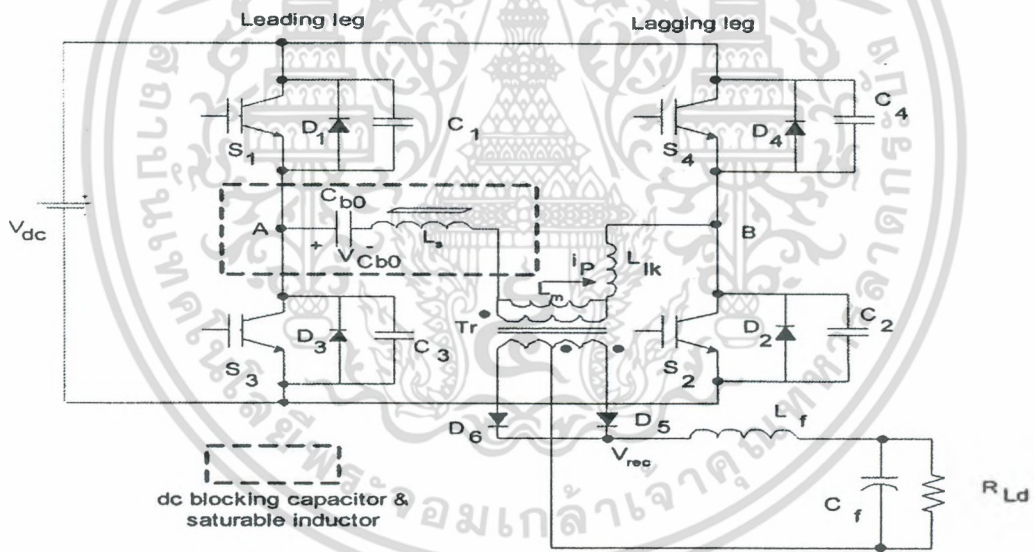 Leading leg
Lagging leg
D1
C1
S1
D4
C4
S4
Cb0
A
Ls
+ -
VCb0
Vdc
+
iP
Llk
B
Lm
Tr
D3
C3
S3
D2
C2
S2
D6
D5
Lf
Vrec
Cf
RLd
dc blocking capacitor &
saturable inductor